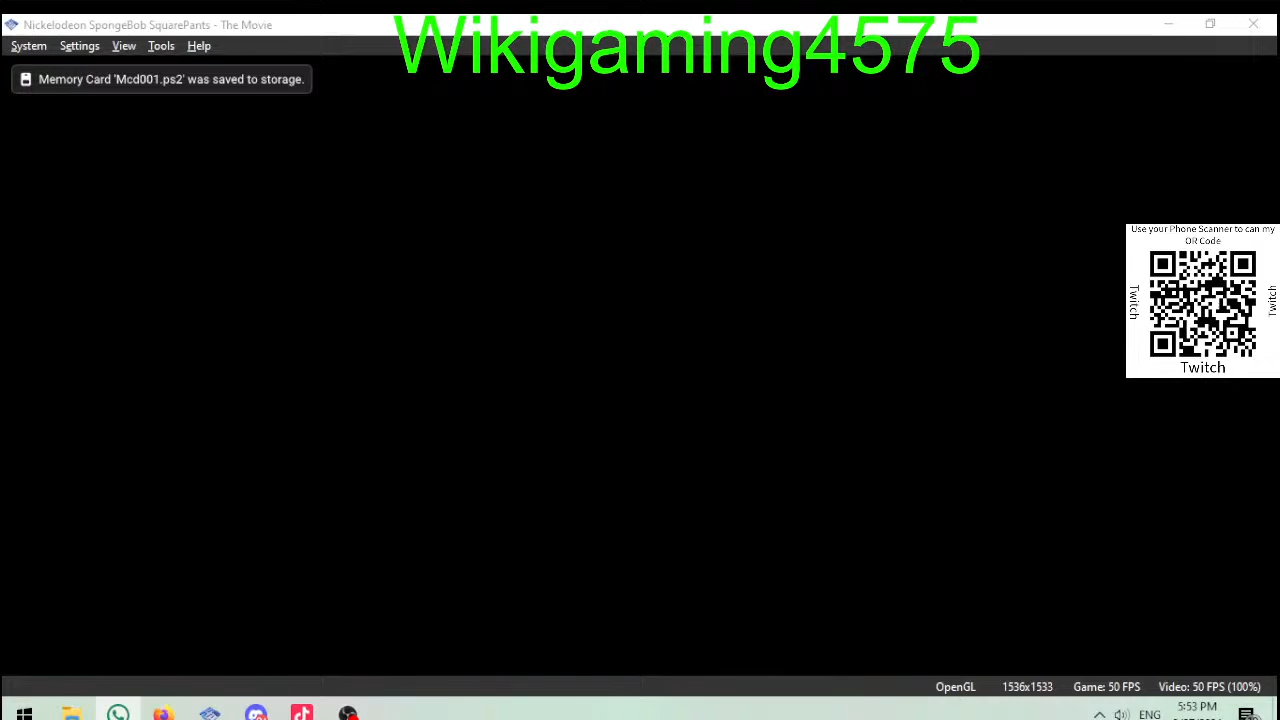 Nickelodeon SpongeBob SquarePants - The Movie
Wikigaming4575
System Settings View Tools Help
Memory Card 'Mcd001.ps2' was saved to storage.
Use your Phone Scanner to can my
QR Code
Twitch
Twitch
Twitch
OpenGL 1536x1533 Game: 50 FPS Video: 50 FPS (100%)
ENG
5:53 PM